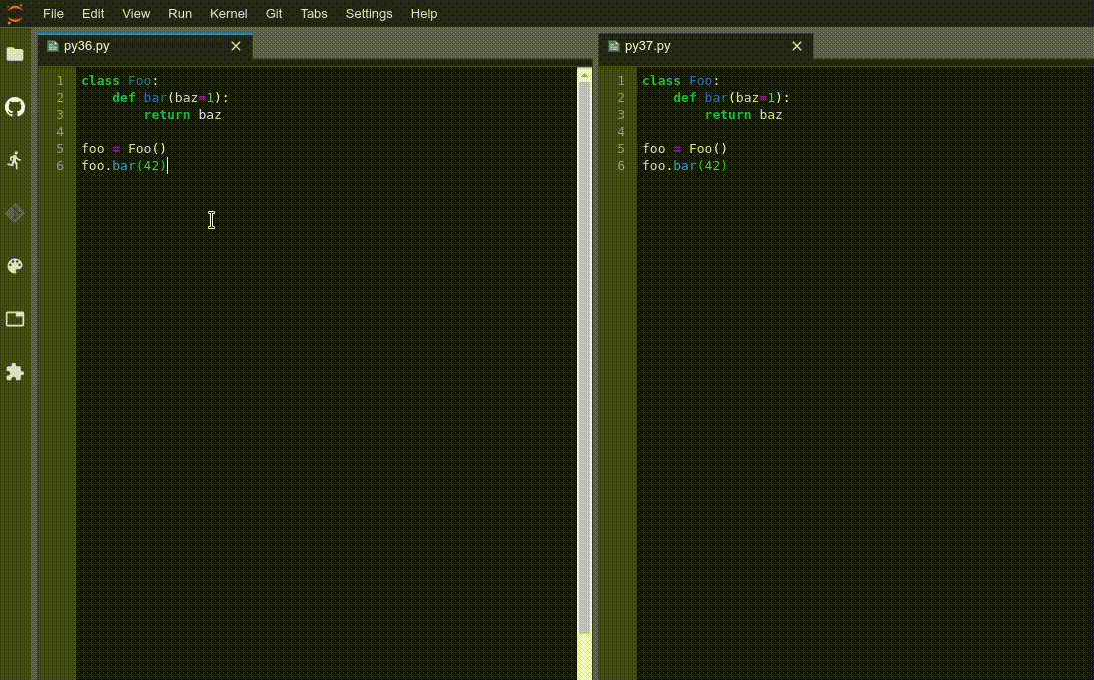 File Edit View Run Kernel Git Tabs Settings Help
py36.py
1 class Foo:
2     def bar(baz=1):
3         return baz
4
5 foo = Foo()
6 foo.bar(42)
py37.py
1 class Foo:
2     def bar(baz=1):
3         return baz
4
5 foo = Foo()
6 foo.bar(42)